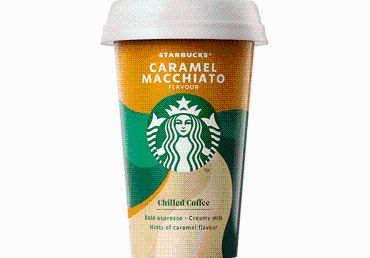 STARBUCKS®
CARAMEL
MACCHIATO
FLAVOUR
Chilled Coffee
Bold espresso - Creamy milk
Hints of caramel flavour